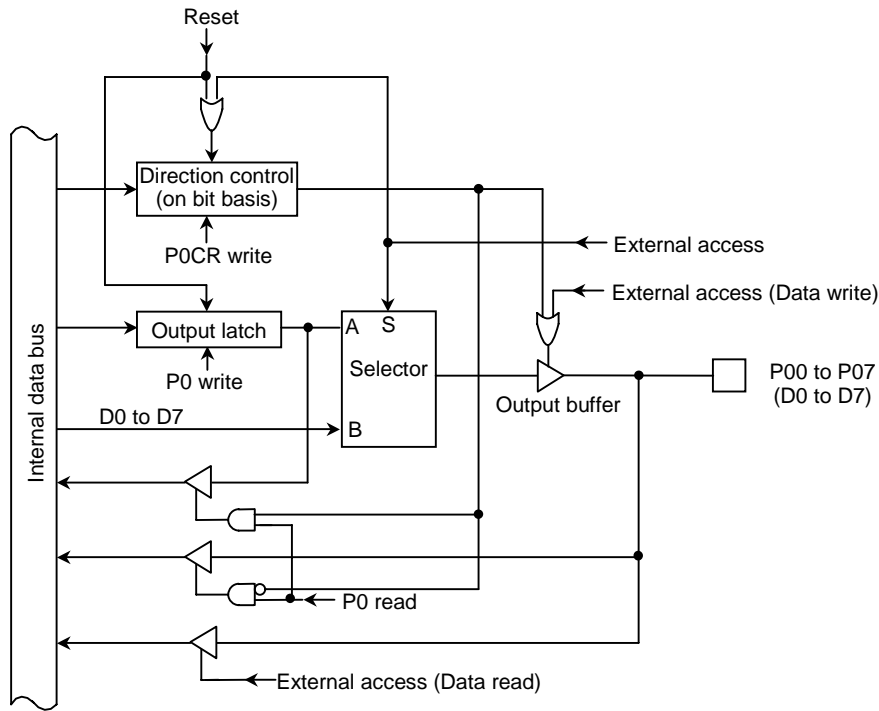 Reset
Direction control
(on bit basis)
P0CR write
External access
External access (Data write)
Output latch
A
S
Selector
B
P0 write
P00 to P07
(D0 to D7)
Output buffer
D0 to D7
Internal data bus
P0 read
External access (Data read)